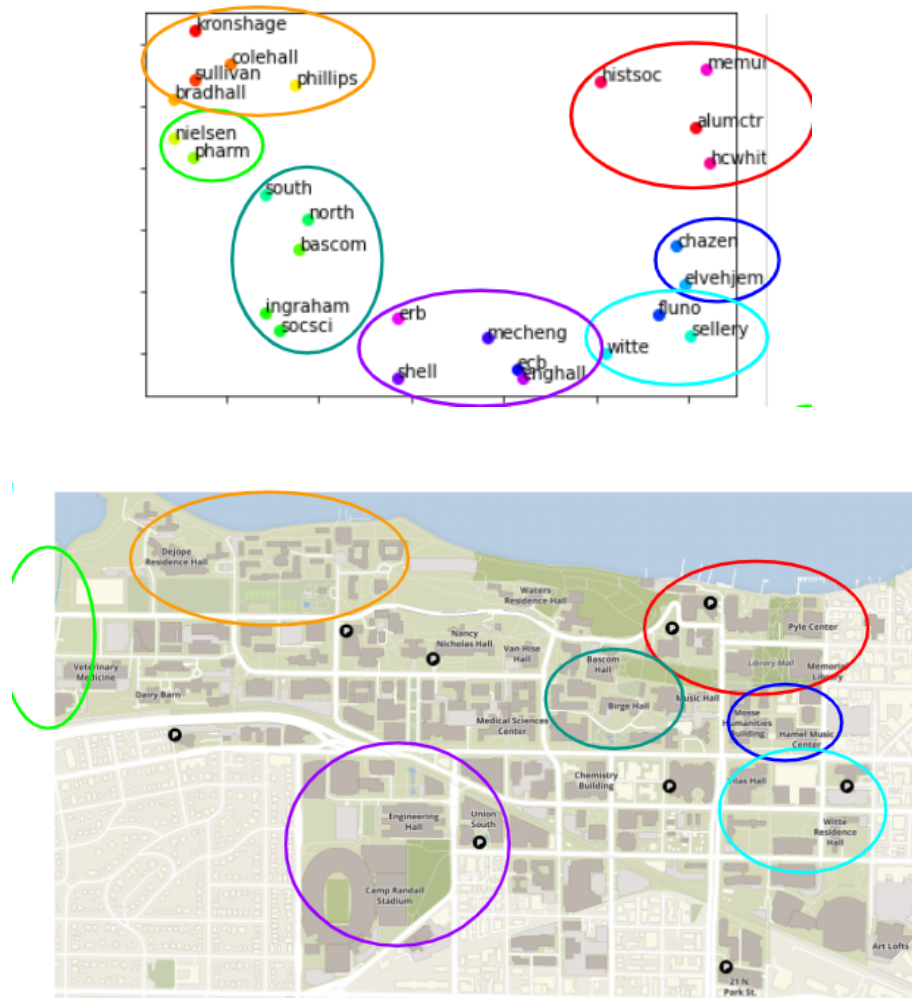 kronshage
colehall
sullivan
phillips
bradhall
memur
histsoc
alumctr
hcwhit
nielsen
pharm
south
north
bascom
ingraham
socsci
chazen
elvehjem
fluno
sellery
witte
erb
mecheng
ecb
enghall
shell
Dejope
Residence Hall
Waters
Residence Hall
Nancy
Nicholas Hall
Van Hise
Hall
Bascom
Hall
Pyle Center
Library Mall
Memorial
Library
Veterinary
Medicine
Dairy Barn
Birge Hall
Music Hall
Medical Sciences
Center
Mosse
Humanities
Building
Hamel Music
Center
Chemistry
Building
Vilas Hall
Engineering
Hall
Union
South
Witte
Residence
Hall
Camp Randall
Stadium
Art Lofts
21 N
Park St.
P
P
P
P
P
P
P
P
P